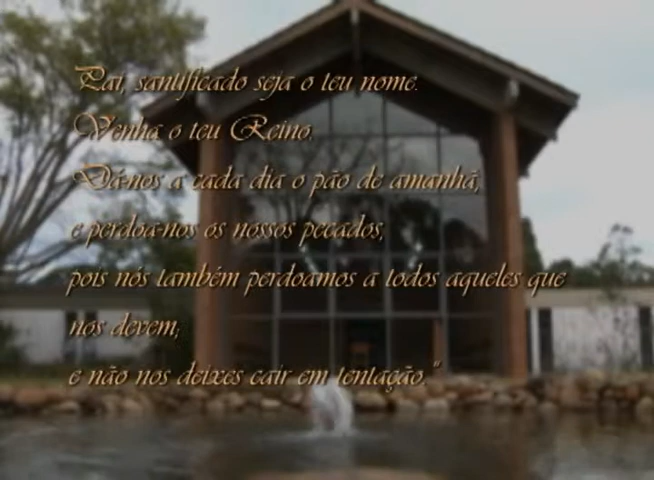 Pai, santificado seja o teu nome.
Venha o teu Reino.
Dá-nos a cada dia o pão de amanhã,
e perdoa-nos os nossos pecados,
pois nós também perdoamos a todos aqueles que
nos devem;
e não nos deixes cair em tentação."